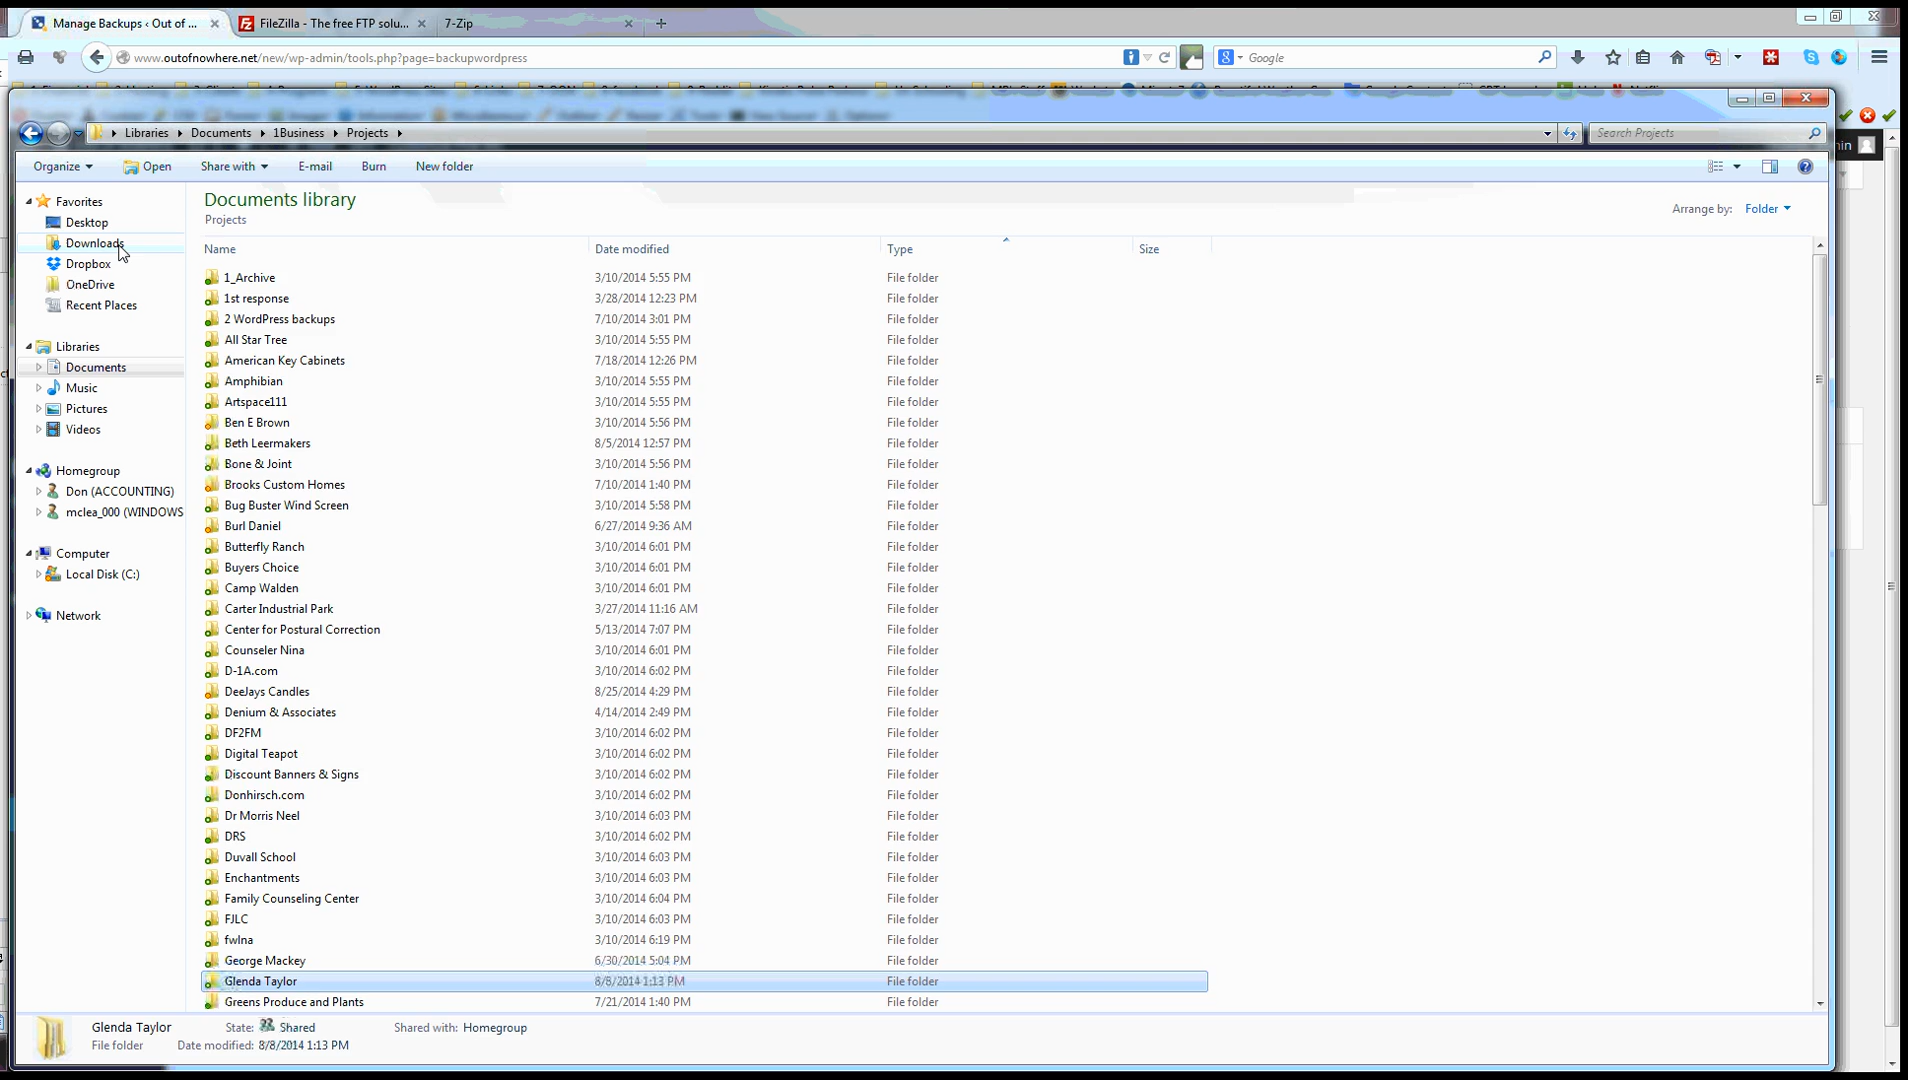 Manage Backups ‹ Out of ...
FileZilla - The free FTP solu...
7-Zip
www.outofnowhere.net/new/wp-admin/tools.php?page=backupwordpress
Google
Libraries
Documents
1Business
Projects
Search Projects
Organize
Open
Share with
E-mail
Burn
New folder
Favorites
Desktop
Downloads
Dropbox
OneDrive
Recent Places
Libraries
Documents
Music
Pictures
Videos
Homegroup
Don (ACCOUNTING)
mclea_000 (WINDOWS
Computer
Local Disk (C:)
Network
Documents library
Projects
Arrange by: Folder
Name Date modified Type Size
1_Archive 3/10/2014 5:55 PM File folder
1st response 3/28/2014 12:23 PM File folder
2 WordPress backups 7/10/2014 3:01 PM File folder
All Star Tree 3/10/2014 5:55 PM File folder
American Key Cabinets 7/18/2014 12:26 PM File folder
Amphibian 3/10/2014 5:55 PM File folder
Artspace111 3/10/2014 5:55 PM File folder
Ben E Brown 3/10/2014 5:56 PM File folder
Beth Leermakers 8/5/2014 12:57 PM File folder
Bone & Joint 3/10/2014 5:56 PM File folder
Brooks Custom Homes 7/10/2014 1:40 PM File folder
Bug Buster Wind Screen 3/10/2014 5:58 PM File folder
Burl Daniel 6/27/2014 9:36 AM File folder
Butterfly Ranch 3/10/2014 6:01 PM File folder
Buyers Choice 3/10/2014 6:01 PM File folder
Camp Walden 3/10/2014 6:01 PM File folder
Carter Industrial Park 3/27/2014 11:16 AM File folder
Center for Postural Correction 5/13/2014 7:07 PM File folder
Counseler Nina 3/10/2014 6:01 PM File folder
D-1A.com 3/10/2014 6:02 PM File folder
DeeJays Candles 8/25/2014 4:29 PM File folder
Denium & Associates 4/14/2014 2:49 PM File folder
DF2FM 3/10/2014 6:02 PM File folder
Digital Teapot 3/10/2014 6:02 PM File folder
Discount Banners & Signs 3/10/2014 6:02 PM File folder
Donhirsch.com 3/10/2014 6:02 PM File folder
Dr Morris Neel 3/10/2014 6:03 PM File folder
DRS 3/10/2014 6:02 PM File folder
Duvall School 3/10/2014 6:03 PM File folder
Enchantments 3/10/2014 6:03 PM File folder
Family Counseling Center 3/10/2014 6:04 PM File folder
FJLC 3/10/2014 6:03 PM File folder
fwlna 3/10/2014 6:19 PM File folder
George Mackey 6/30/2014 5:04 PM File folder
Glenda Taylor 8/8/2014 1:13 PM File folder
Greens Produce and Plants 7/21/2014 1:40 PM File folder
Glenda Taylor State: Shared Shared with: Homegroup
File folder Date modified: 8/8/2014 1:13 PM